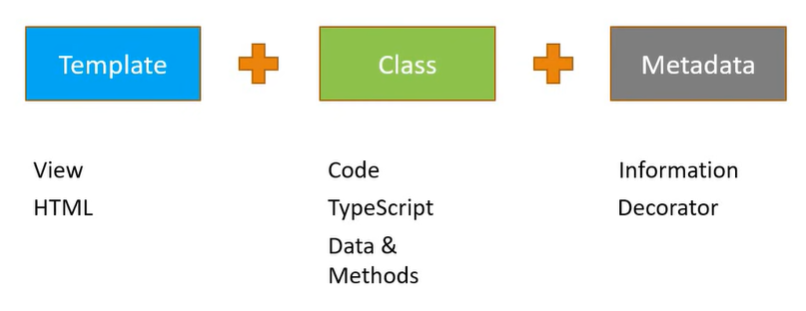 Template
Class
Metadata
View
HTML
Code
TypeScript
Data &
Methods
Information
Decorator